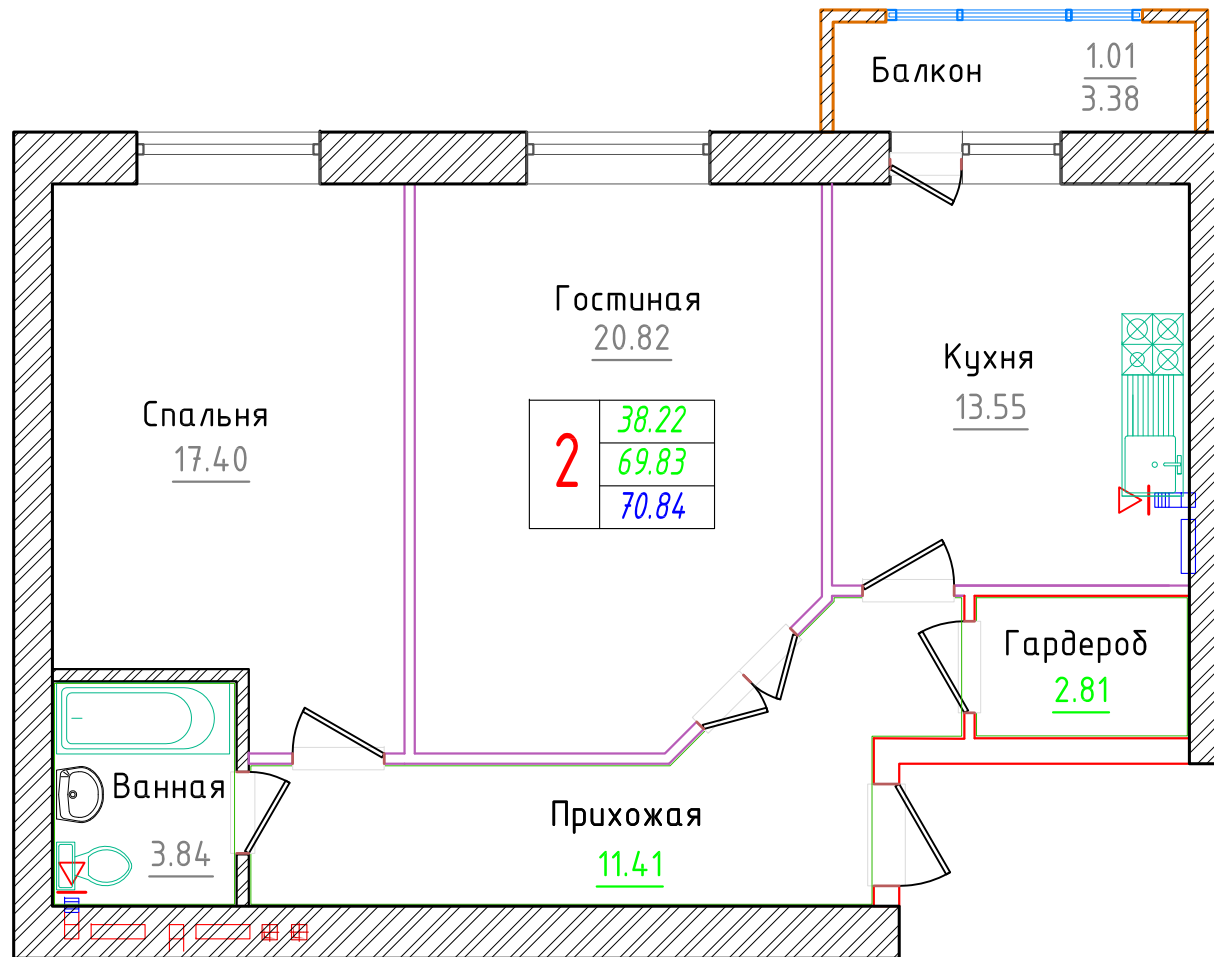 Балкон
1.01
3.38
Гостиная
20.82
Кухня
13.55
Спальня
17.40
2
38.22
69.83
70.84
Гардероб
2.81
Ванная
3.84
Прихожая
11.41